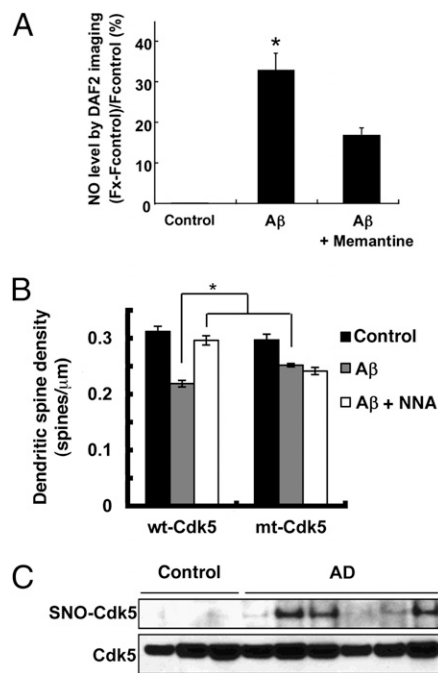 A
NO level by DAF2 imaging
(Fx-Fcontrol)/Fcontrol (%)
40
30
20
10
0
*
Control
Aβ
Aβ
+ Memantine
B
Dendritic spine density
(spines/μm)
0.3
0.2
0.1
0
*
Control
Aβ
Aβ + NNA
wt-Cdk5
mt-Cdk5
C
Control
AD
SNO-Cdk5
Cdk5